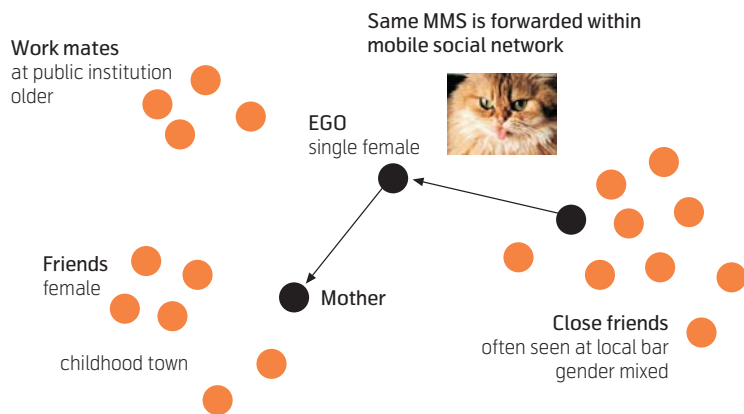 Same MMS is forwarded within
mobile social network
Work mates
at public institution
older
EGO
single female
Friends
female
Mother
childhood town
Close friends
often seen at local bar
gender mixed